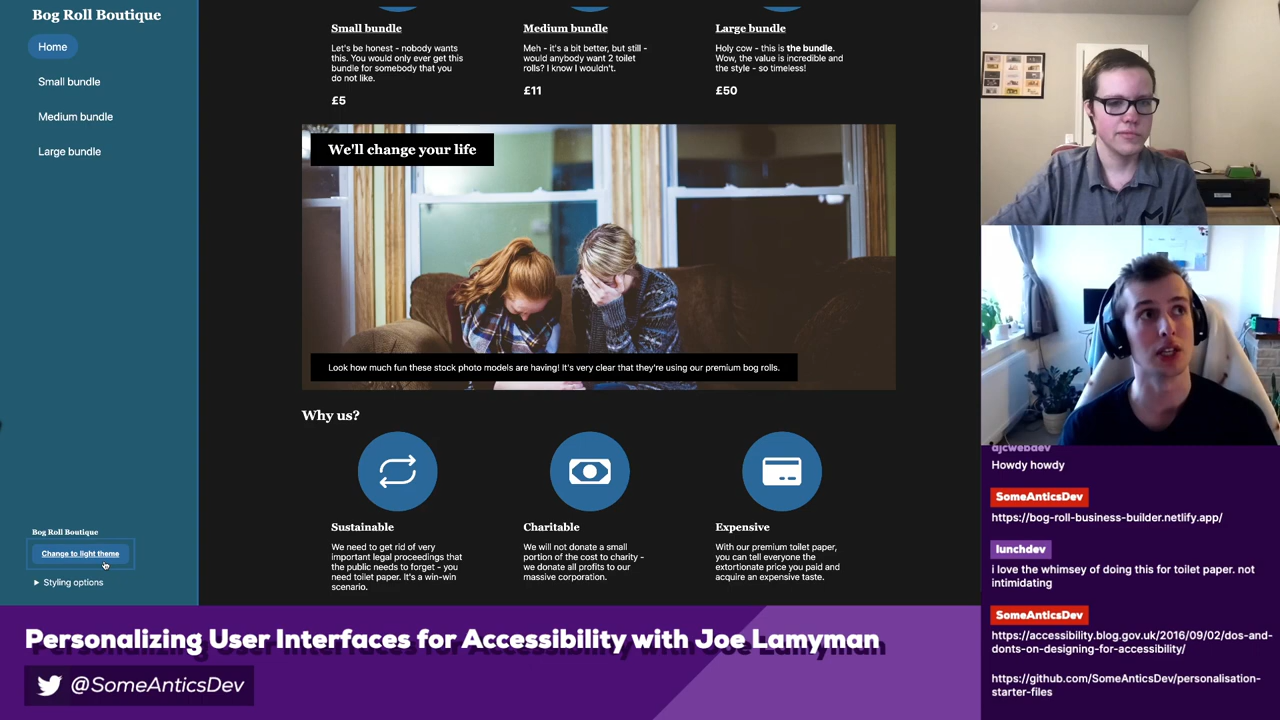 Bog Roll Boutique
Home
Small bundle
Medium bundle
Large bundle
Bog Roll Boutique
Change to light theme
Styling options
Small bundle
Let's be honest - nobody wants
this. You would only ever get this
bundle for somebody that you
do not like.
£5
Medium bundle
Meh - it's a bit better, but still -
would anybody want 2 toilet
rolls? I know I wouldn't.
£11
Large bundle
Holy cow - this is the bundle.
Wow, the value is incredible and
the style - so timeless!
£50
We'll change your life
Look how much fun these stock photo models are having! It's very clear that they're using our premium bog rolls.
Why us?
Sustainable
We need to get rid of very
important legal proceedings that
the public needs to forget - you
need toilet paper. It's a win-win
scenario.
Charitable
We will not donate a small
portion of the cost to charity -
we donate all profits to our
massive corporation.
Expensive
With our premium toilet paper,
you can tell everyone the
extortionate price you paid and
acquire an expensive taste.
ajcwebdev
Howdy howdy
SomeAnticsDev
https://bog-roll-business-builder.netlify.app/
lunchdev
i love the whimsey of doing this for toilet paper. not
intimidating
SomeAnticsDev
https://accessibility.blog.gov.uk/2016/09/02/dos-and-
donts-on-designing-for-accessibility/
https://github.com/SomeAnticsDev/personalisation-
starter-files
Personalizing User Interfaces for Accessibility with Joe Lamyman
@SomeAnticsDev